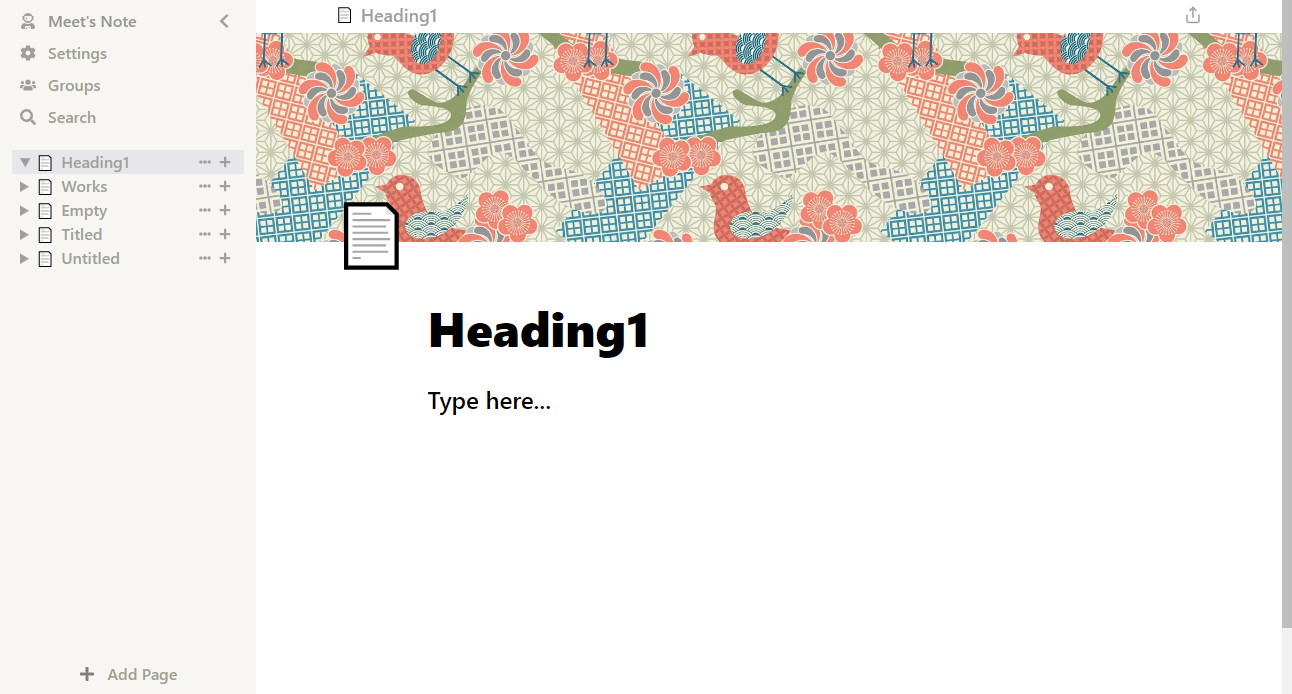 Meet's Note
Settings
Groups
Search
Heading1
Works
Empty
Titled
Untitled
Add Page
Heading1
Heading1
Type here...